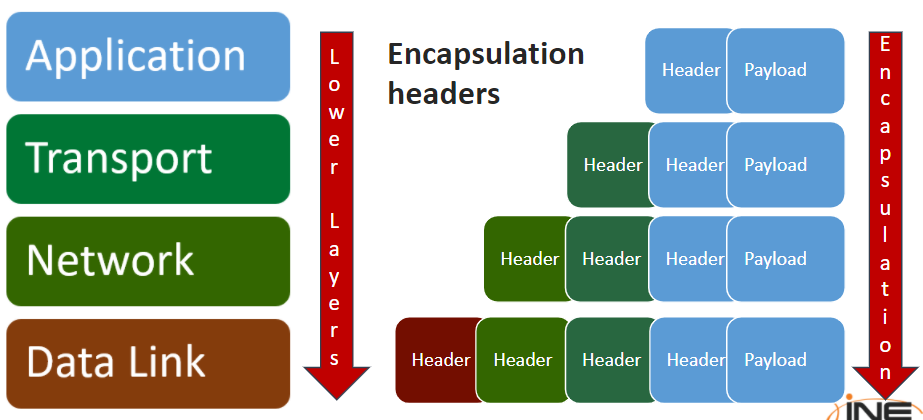 Application
Transport
Network
Data Link
Lower Layers
Encapsulation
headers
Header Payload
Header Header Payload
Header Header Header Payload
Header Header Header Header Payload
Encapsulation
iNE